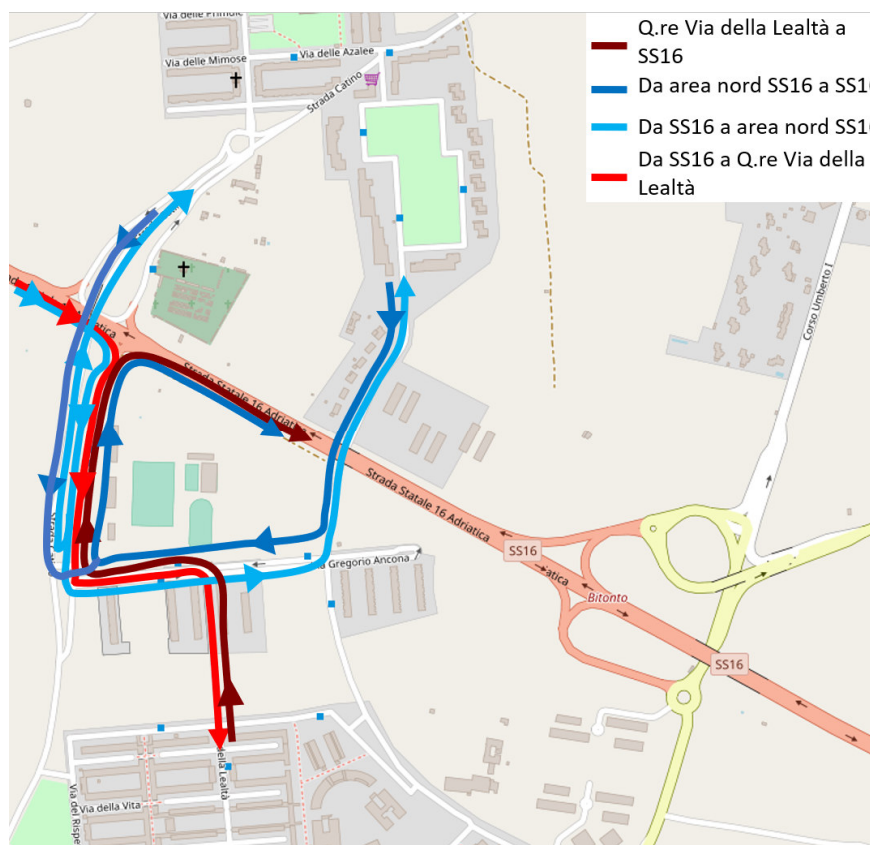 Via delle Primule
Via delle Azalee
Via delle Mimose
Strada Catino
Q.re Via della Lealtà a
SS16
Da area nord SS16 a SS16
Da SS16 a area nord SS16
Da SS16 a Q.re Via della
Lealtà
Corso Umberto I
Strada Statale 16 Adriatica
Strada Statale 16 Adriatica
SS16
Bitonto
SS16
Gregorio Ancona
della Lealtà
Via della Vita
Via del Rispe